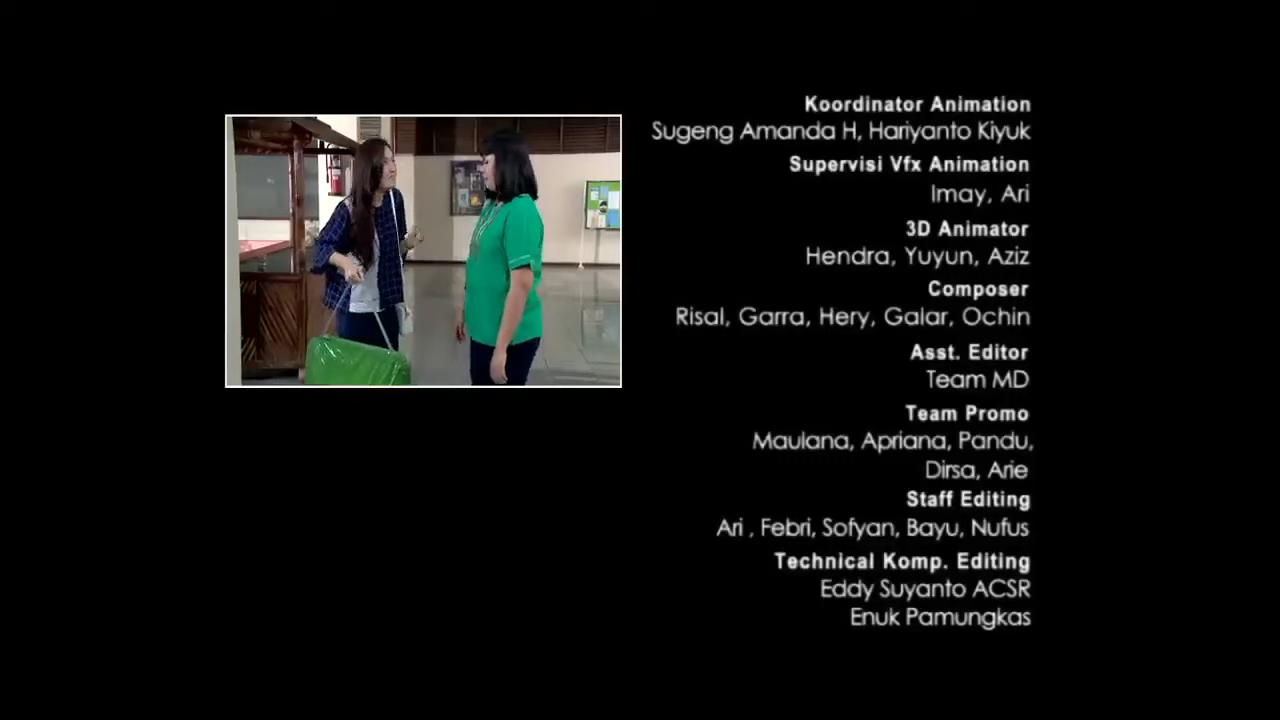 Koordinator Animation
Sugeng Amanda H, Hariyanto Kiyuk
Supervisi Vfx Animation
Imay, Ari
3D Animator
Hendra, Yuyun, Aziz
Composer
Risal, Garra, Hery, Galar, Ochin
Asst. Editor
Team MD
Team Promo
Maulana, Apriana, Pandu,
Dirsa, Arie
Staff Editing
Ari , Febri, Sofyan, Bayu, Nufus
Technical Komp. Editing
Eddy Suyanto ACSR
Enuk Pamungkas